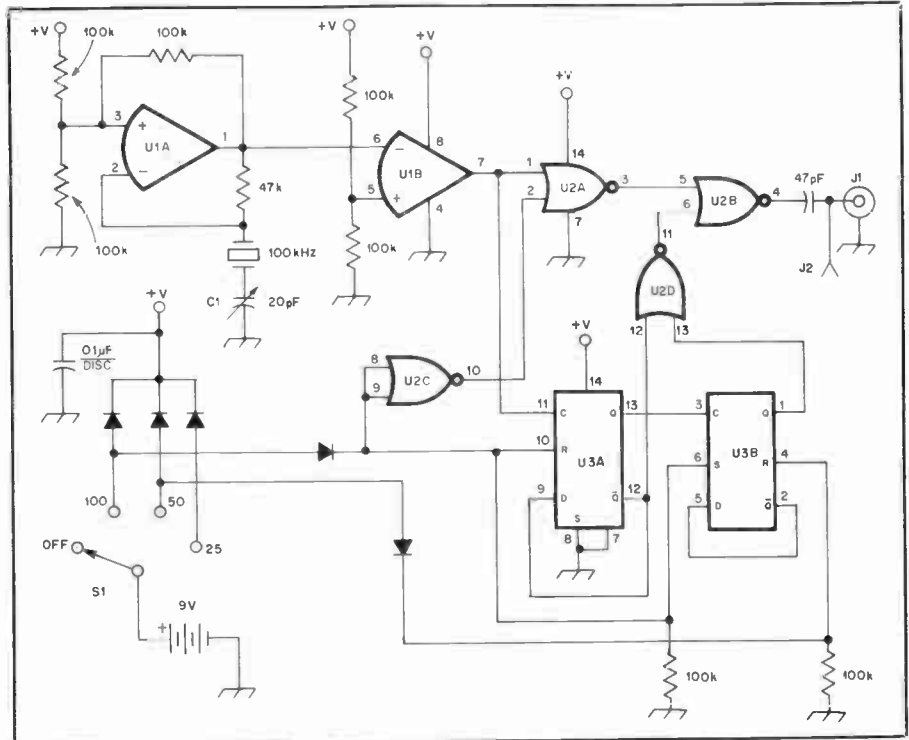 +V
100k
100k
3
+
U1A
1
2
−
47k
100k
100kHz
C1
20pF
+V
100k
8
6
−
U1B
7
5
+
4
100k
+V
14
1
U2A
3
2
7
5
U2B
4
6
47pF
J1
J2
11
U2D
12
13
+V
01µF
DISC
8
U2C
10
9
+V
14
11
C
Q
13
10
R
U3A
9
D
Q
12
S
8
7
3
C
Q
1
6
S
U3B
R
4
5
D
Q
2
100
50
25
OFF
S1
9V
+
100k
100k